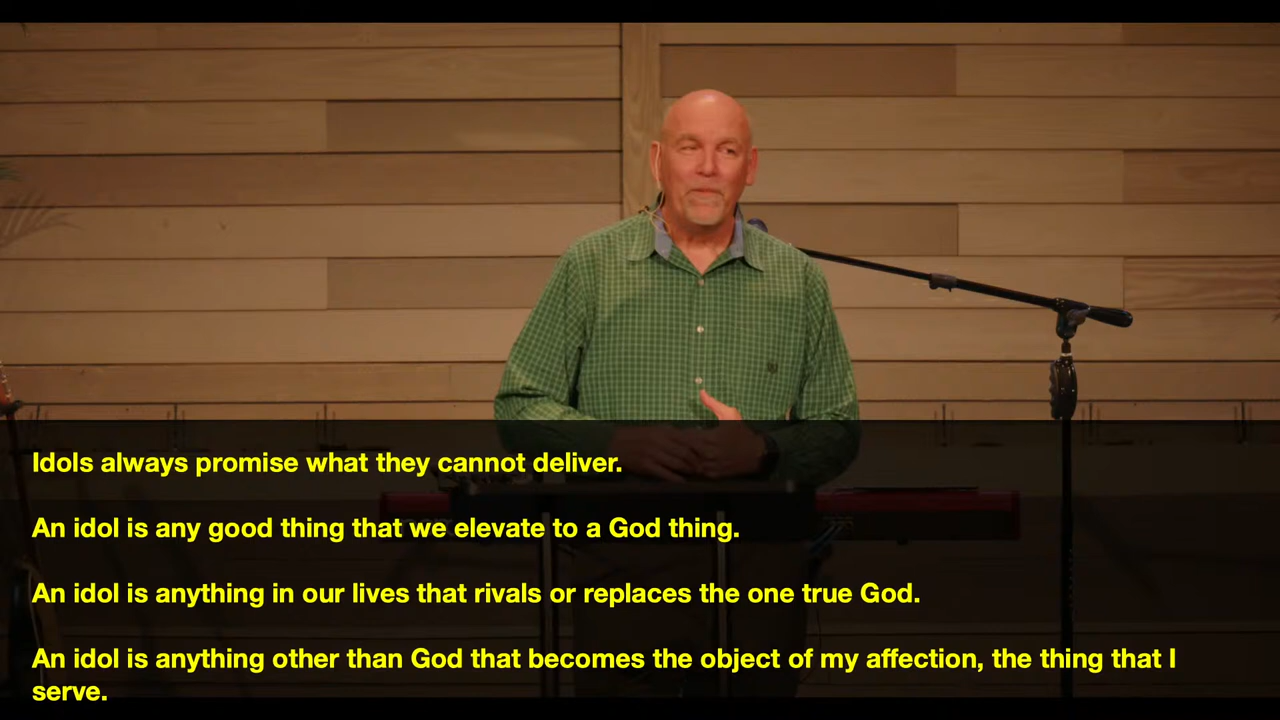 Idols always promise what they cannot deliver.
An idol is any good thing that we elevate to a God thing.
An idol is anything in our lives that rivals or replaces the one true God.
An idol is anything other than God that becomes the object of my affection, the thing that I
serve.